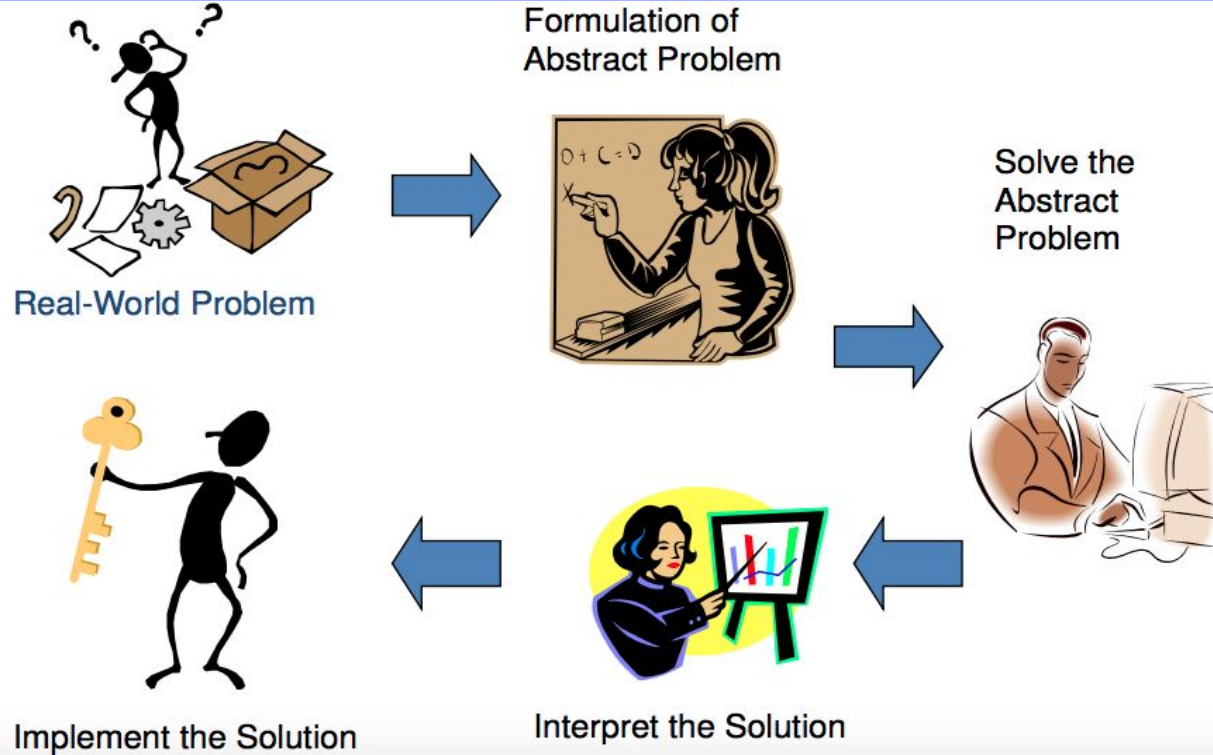 Formulation of
Abstract Problem
Real-World Problem
Solve the
Abstract
Problem
Interpret the Solution
Implement the Solution